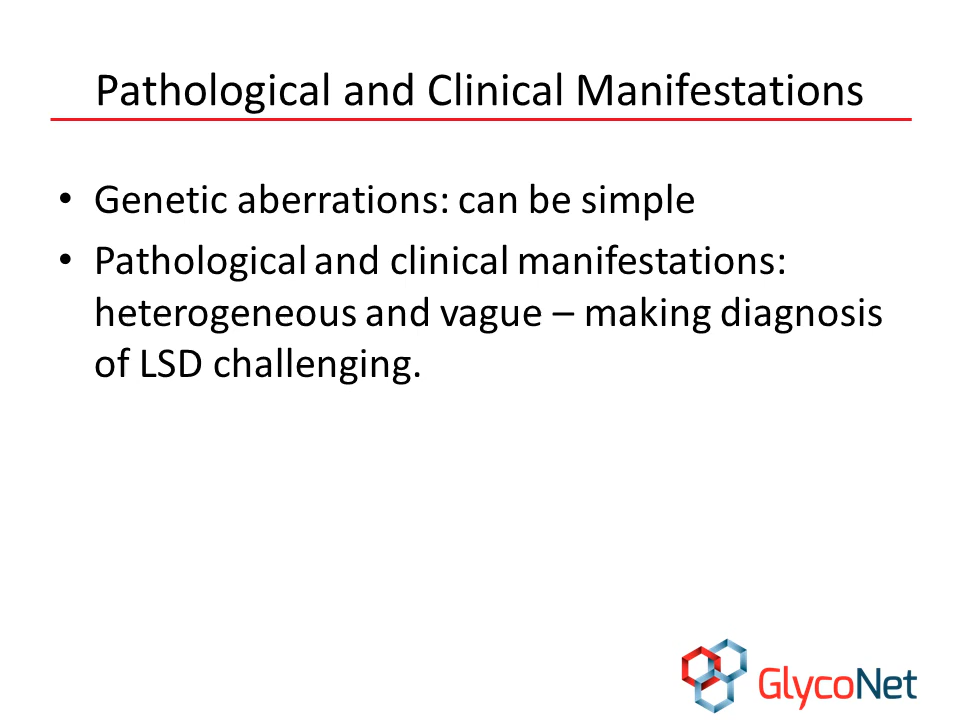 Pathological and Clinical Manifestations
• Genetic aberrations: can be simple
• Pathological and clinical manifestations:
heterogeneous and vague – making diagnosis
of LSD challenging.
GlycoNet